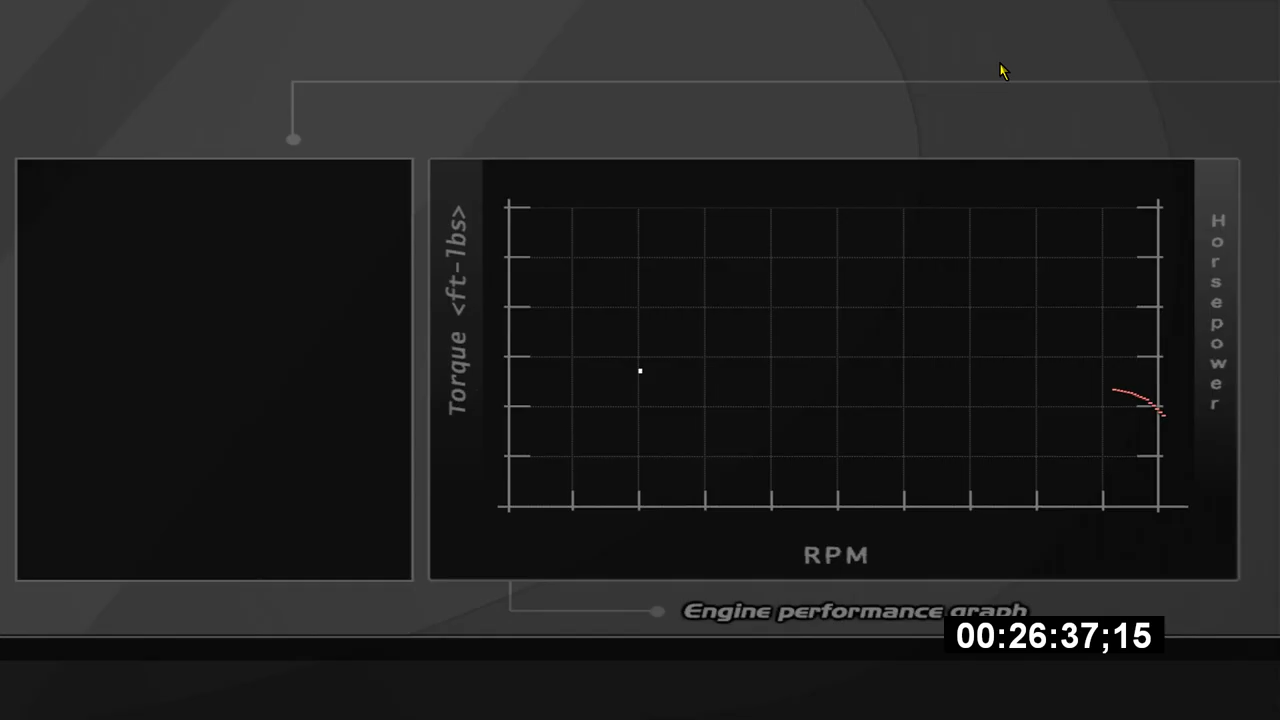 Torque <ft-lbs>
Horsepower
RPM
Engine performance graph
00:26:37;15